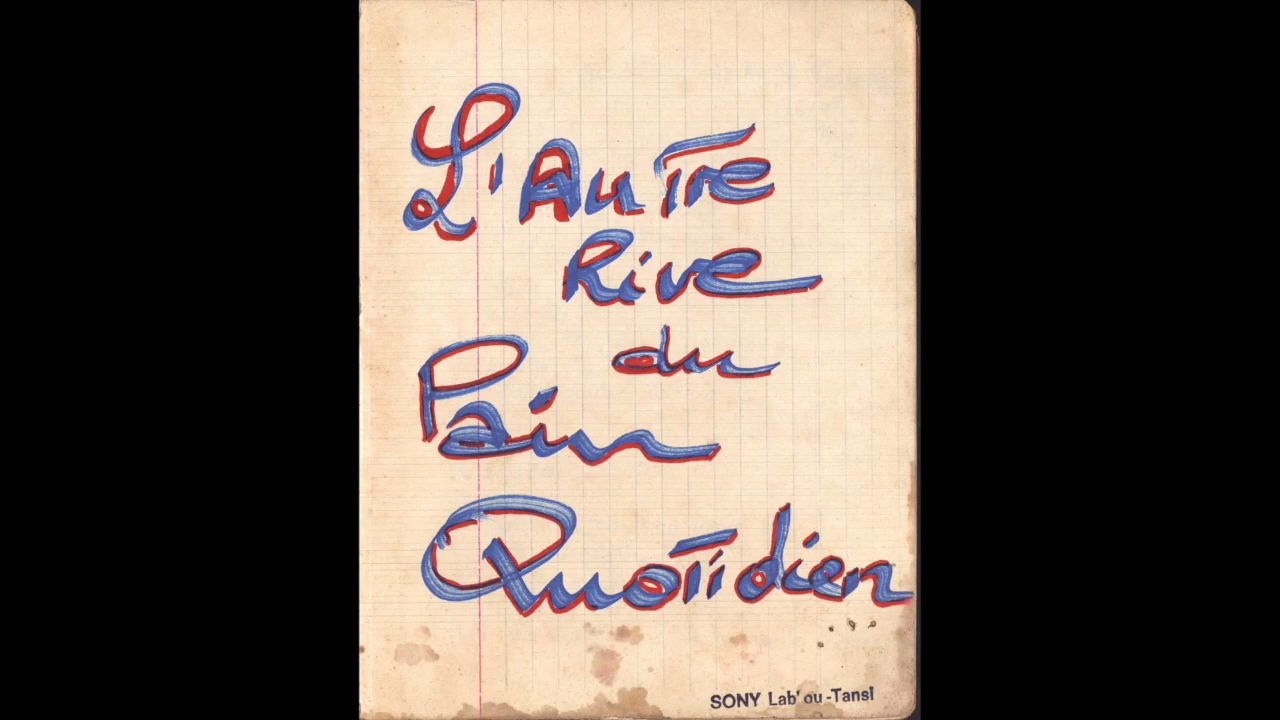 L'AuTre
Rive
du
Pain
QuoTidien
SONY Lab' ou-Tansi